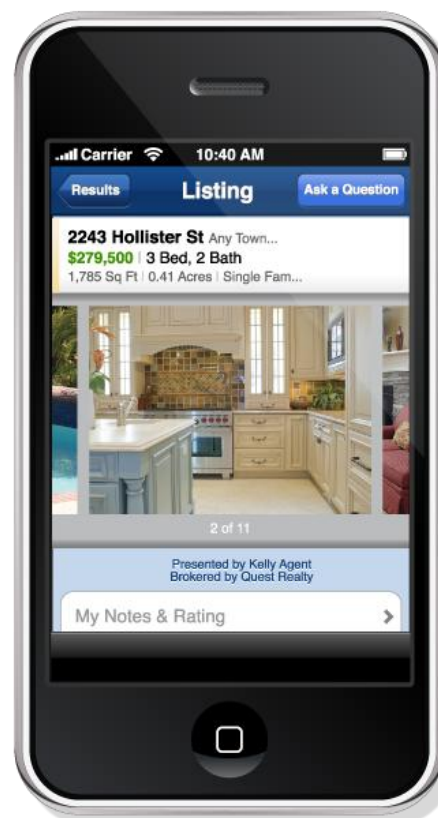 Carrier 10:40 AM
Results Listing Ask a Question
2243 Hollister St Any Town...
$279,500 | 3 Bed, 2 Bath
1,785 Sq Ft | 0.41 Acres | Single Fam...
2 of 11
Presented by Kelly Agent
Brokered by Quest Realty
My Notes & Rating